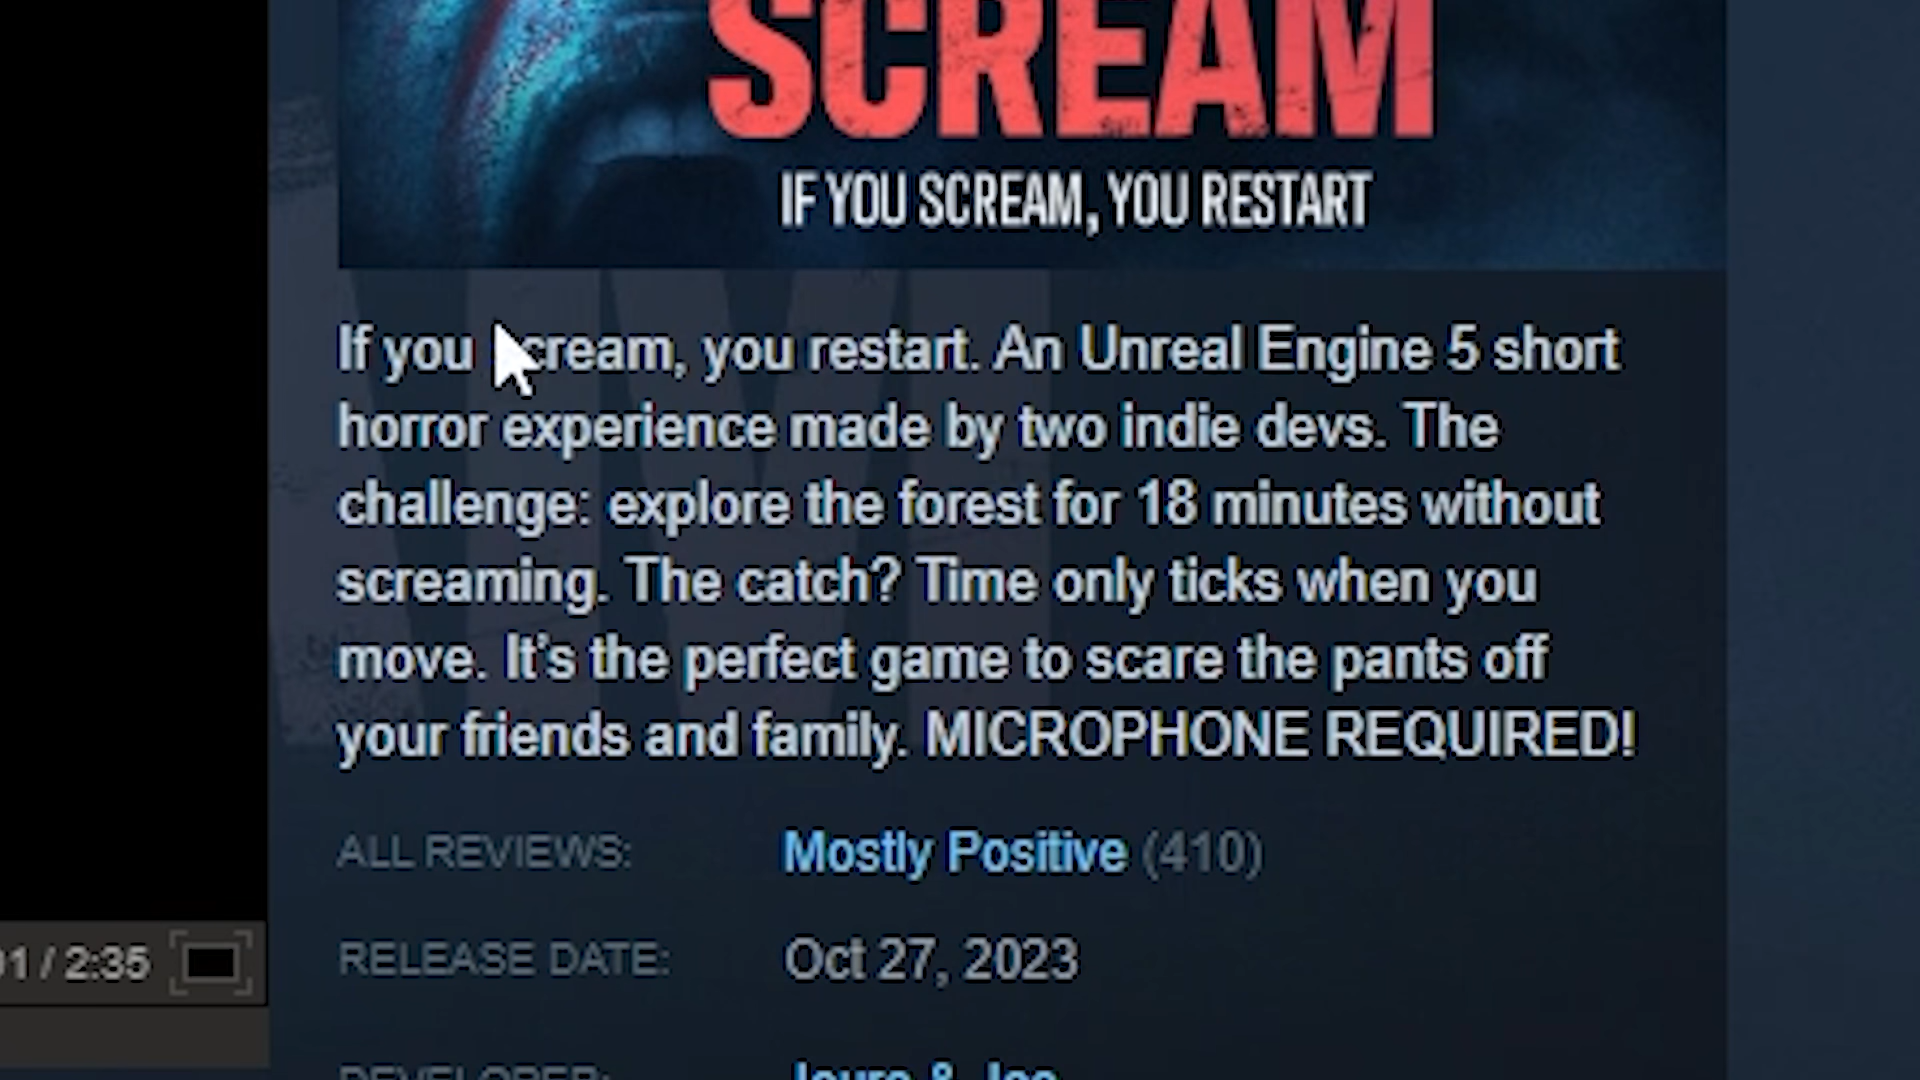 SCREAM
IF YOU SCREAM, YOU RESTART
If you scream, you restart. An Unreal Engine 5 short
horror experience made by two indie devs. The
challenge: explore the forest for 18 minutes without
screaming. The catch? Time only ticks when you
move. It's the perfect game to scare the pants off
your friends and family. MICROPHONE REQUIRED!
ALL REVIEWS: Mostly Positive (410)
RELEASE DATE: Oct 27, 2023
/ 2:35
DEVELOPER: